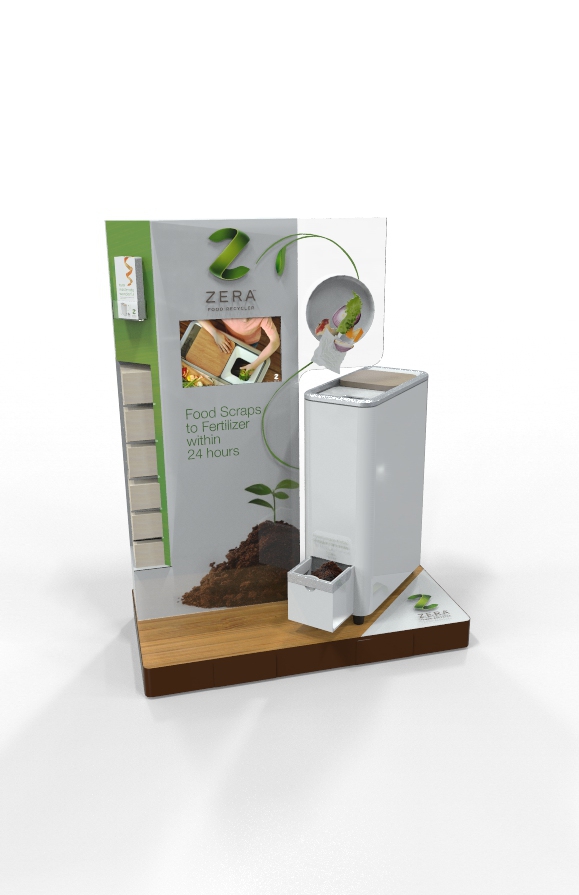 ZERA
FOOD RECYCLER
Food Scraps
to Fertilizer
within
24 hours
ZERA